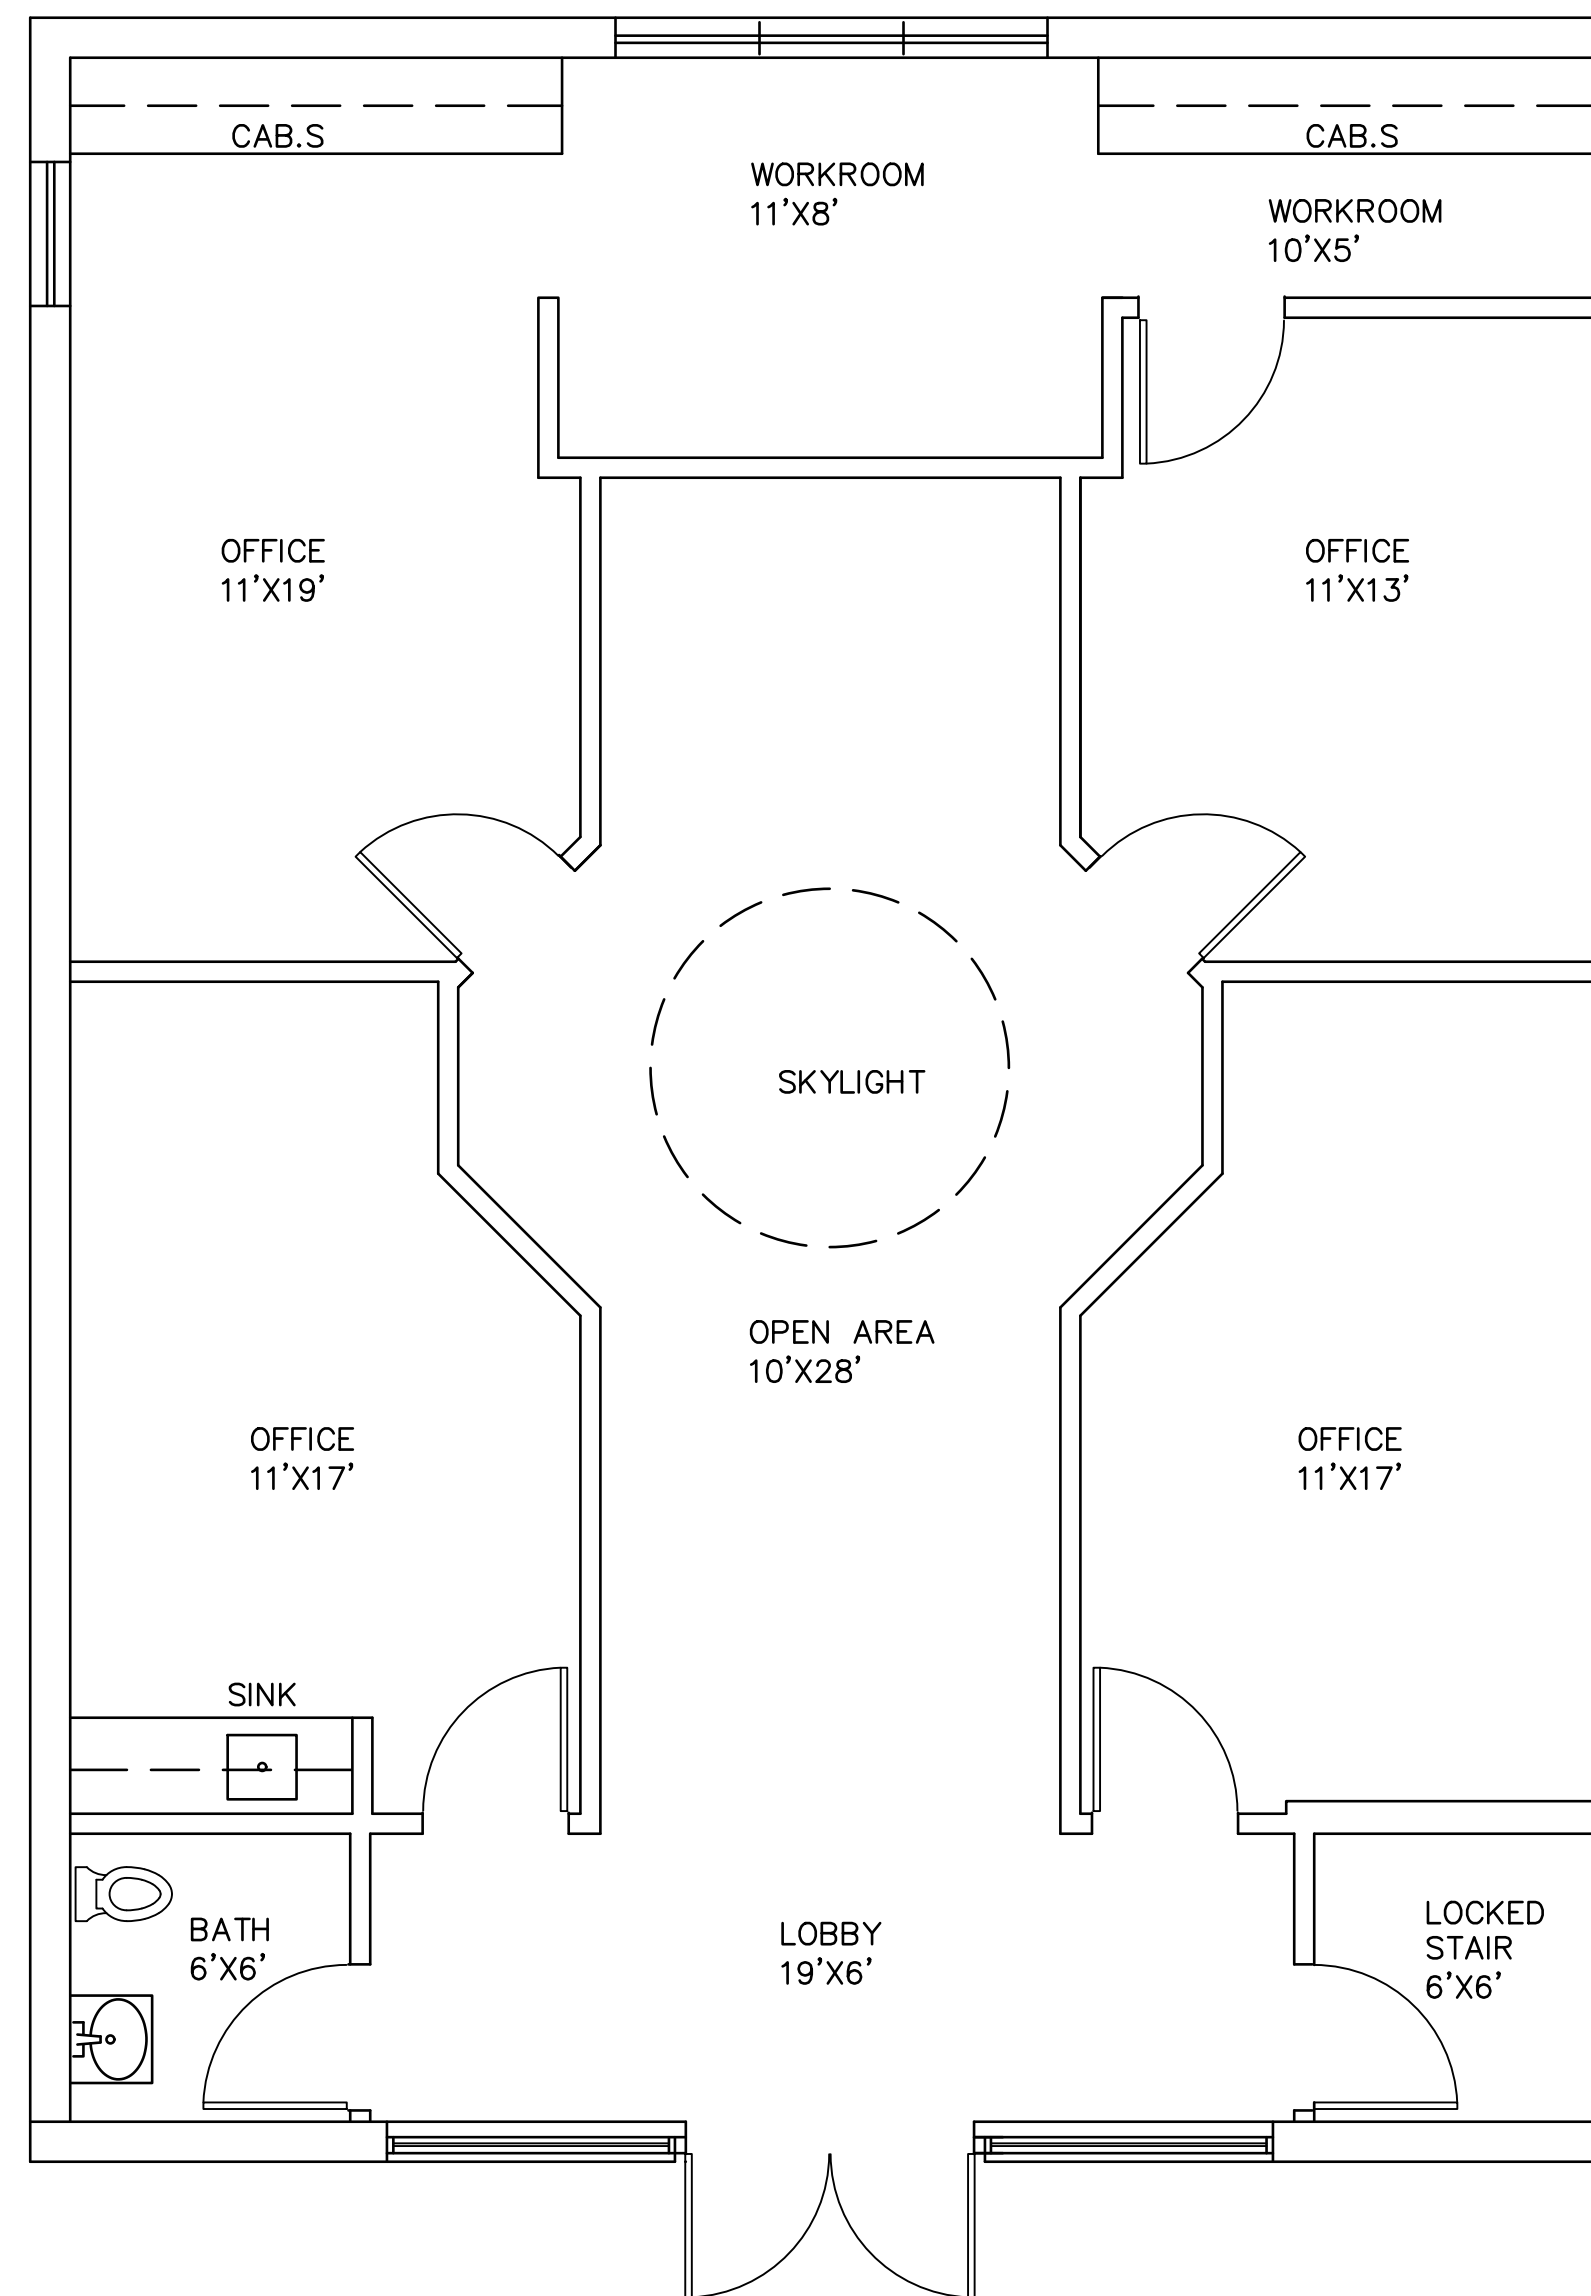 CAB.S
CAB.S
WORKROOM
11'X8'
WORKROOM
10'X5'
OFFICE
11'X19'
OFFICE
11'X13'
SKYLIGHT
OPEN AREA
10'X28'
OFFICE
11'X17'
OFFICE
11'X17'
SINK
BATH
6'X6'
LOBBY
19'X6'
LOCKED
STAIR
6'X6'